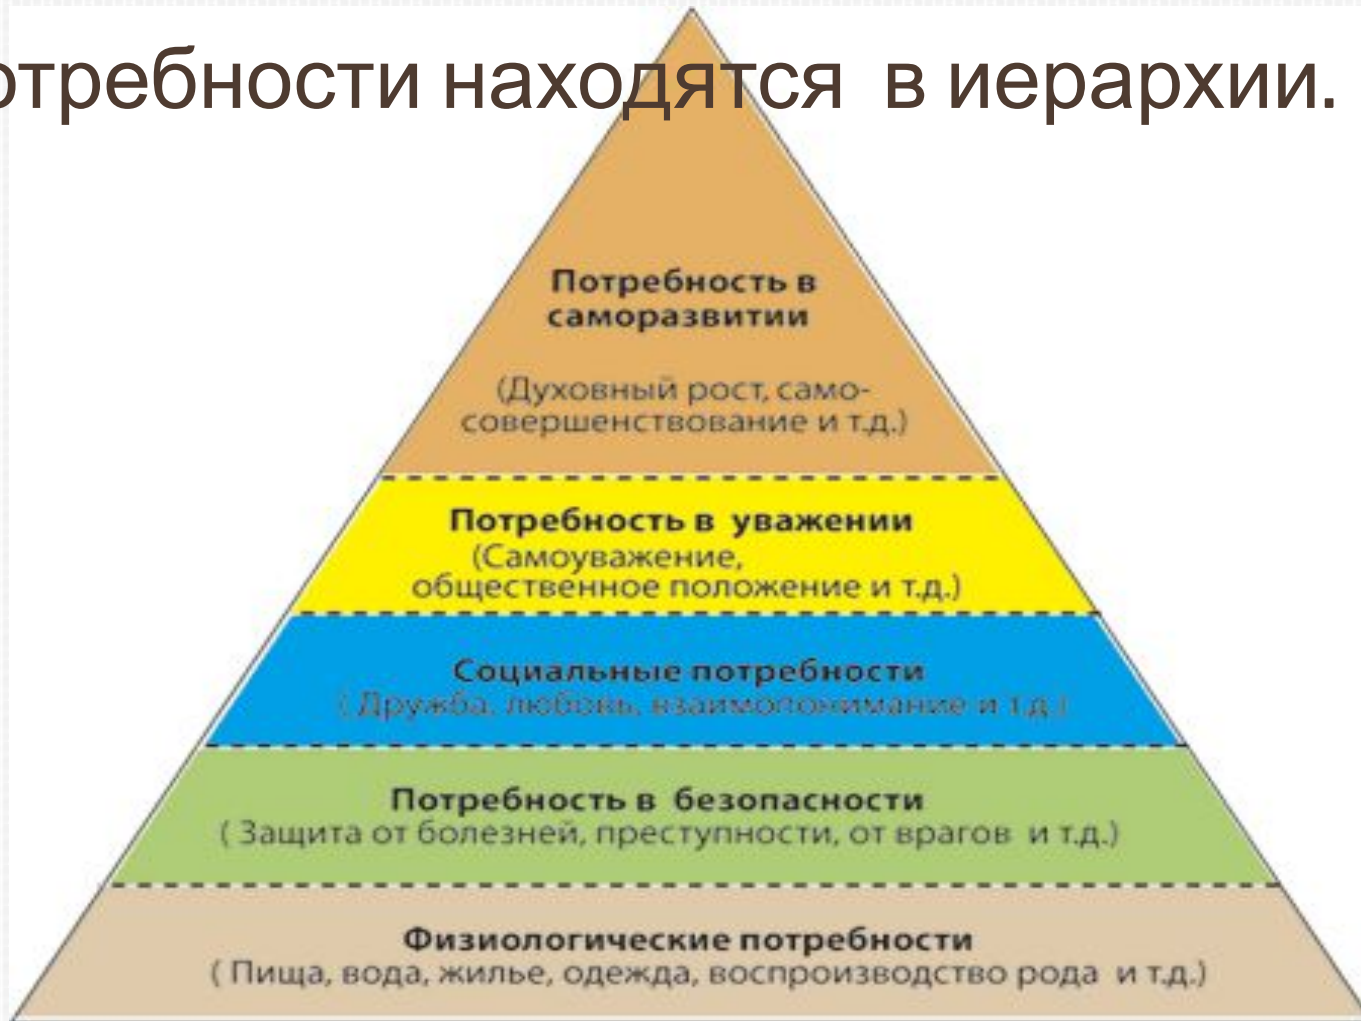 отребности находятся в иерархии.
Потребность в
саморазвитии
(Духовный рост, само-
совершенствование и т.д.)
Потребность в уважении
(Самоуважение,
общественное положение и т.д.)
Социальные потребности
( Дружба, любовь, взаимопонимание и т.д.)
Потребность в безопасности
( Защита от болезней, преступности, от врагов и т.д.)
Физиологические потребности
( Пища, вода, жилье, одежда, воспроизводство рода и т.д.)